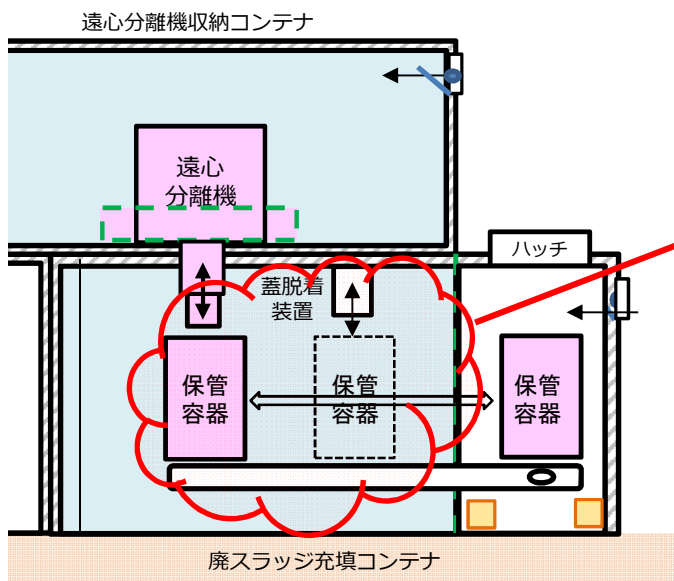 遠心分離機収納コンテナ
遠心
分離機
ハッチ
蓋脱着
装置
保管
容器
保管
容器
保管
容器
廃スラッジ充填コンテナ